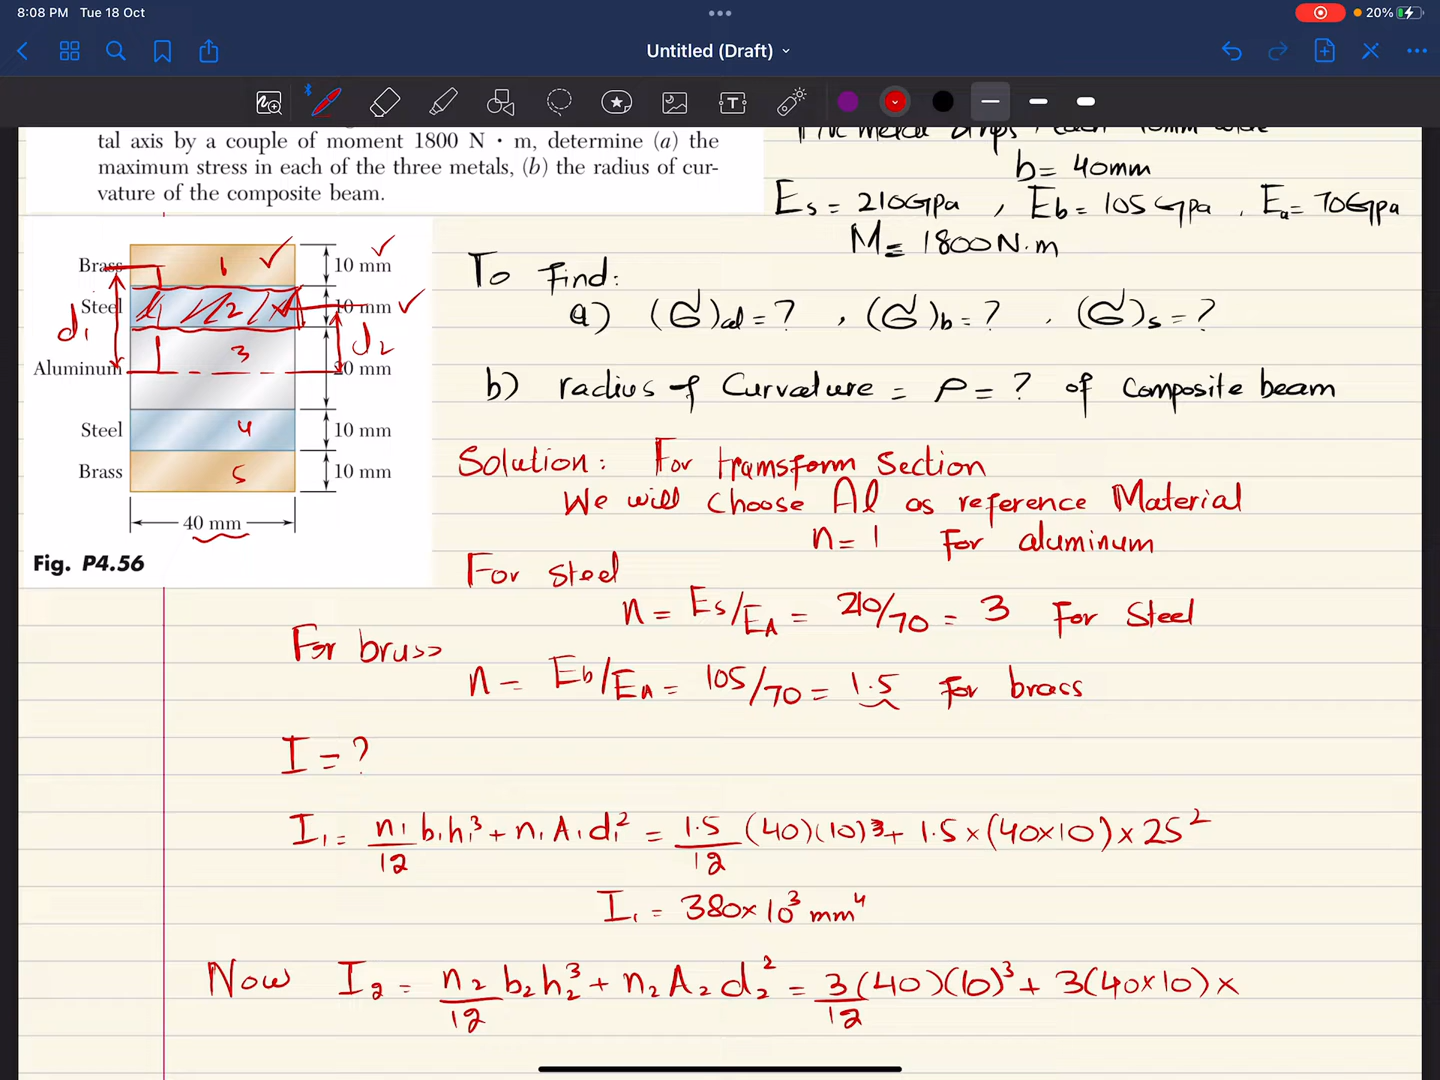 8:08 PM Tue 18 Oct
20%
Untitled (Draft)
tal axis by a couple of moment 1800 N • m, determine (a) the
maximum stress in each of the three metals, (b) the radius of cur-
vature of the composite beam.
b= 40mm
Es = 210Gpa , Eb= 105 Gpa , Ea= 70Gpa
M= 1800N.m
Brass 1 10 mm
Steel 2 10 mm
d1 d2
3
Aluminum 20 mm
Steel 4 10 mm
Brass 5 10 mm
40 mm
Fig. P4.56
To Find:
a) (σ)al = ? , (σ)b = ? , (σ)s = ?
b) radius of Curvature = ρ = ? of composite beam
Solution: For transform Section
We will choose Al as reference Material
n= 1 For aluminum
For steel
n = Es/EA = 210/70 = 3 For Steel
For brass
n = Eb/EA = 105/70 = 1.5 For brass
I = ?
I1 = n1/12 b1h1³ + n1A1d1² = 1.5/12 (40)(10)³ + 1.5×(40×10)×25²
I1 = 380×10³ mm⁴
Now I2 = n2/12 b2h2³ + n2A2d2² = 3/12 (40)(10)³ + 3(40×10)×